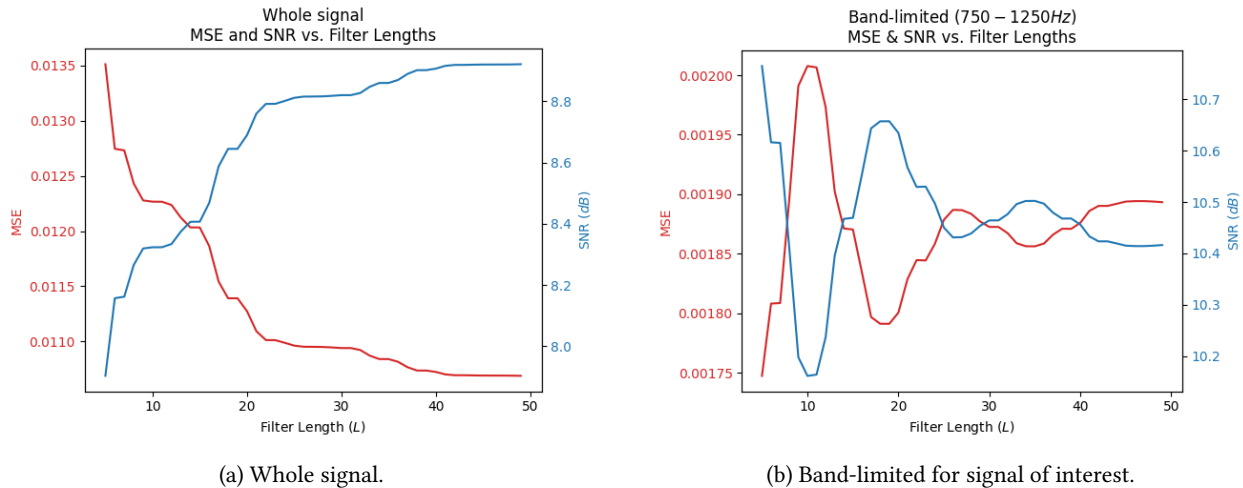 Whole signal
MSE and SNR vs. Filter Lengths
0.0135
0.0130
0.0125
0.0120
0.0115
0.0110
MSE
8.8
8.6
8.4
8.2
8.0
SNR (dB)
10 20 30 40 50
Filter Length (L)
(a) Whole signal.
Band-limited (750 − 1250Hz)
MSE & SNR vs. Filter Lengths
0.00200
0.00195
0.00190
0.00185
0.00180
0.00175
MSE
10.7
10.6
10.5
10.4
10.3
10.2
SNR (dB)
10 20 30 40 50
Filter Length (L)
(b) Band-limited for signal of interest.